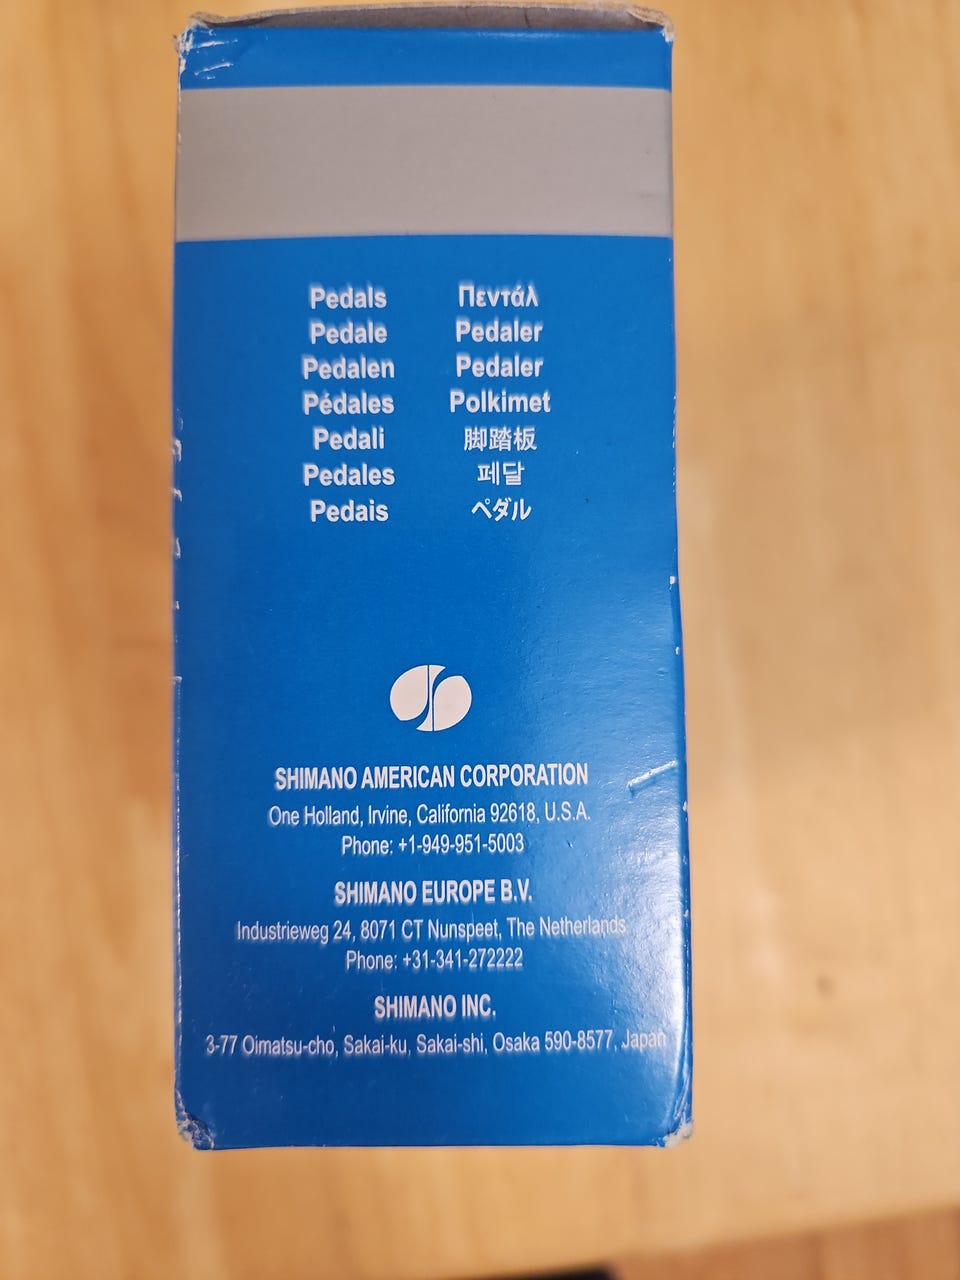 Pedals
Pedale
Pedalen
Pédales
Pedali
Pedales
Pedais
Πεντάλ
Pedaler
Pedaler
Polkimet
脚踏板
페달
ペダル
SHIMANO AMERICAN CORPORATION
One Holland, Irvine, California 92618, U.S.A.
Phone: +1-949-951-5003
SHIMANO EUROPE B.V.
Industrieweg 24, 8071 CT Nunspeet, The Netherlands
Phone: +31-341-272222
SHIMANO INC.
3-77 Oimatsu-cho, Sakai-ku, Sakai-shi, Osaka 590-8577, Japan